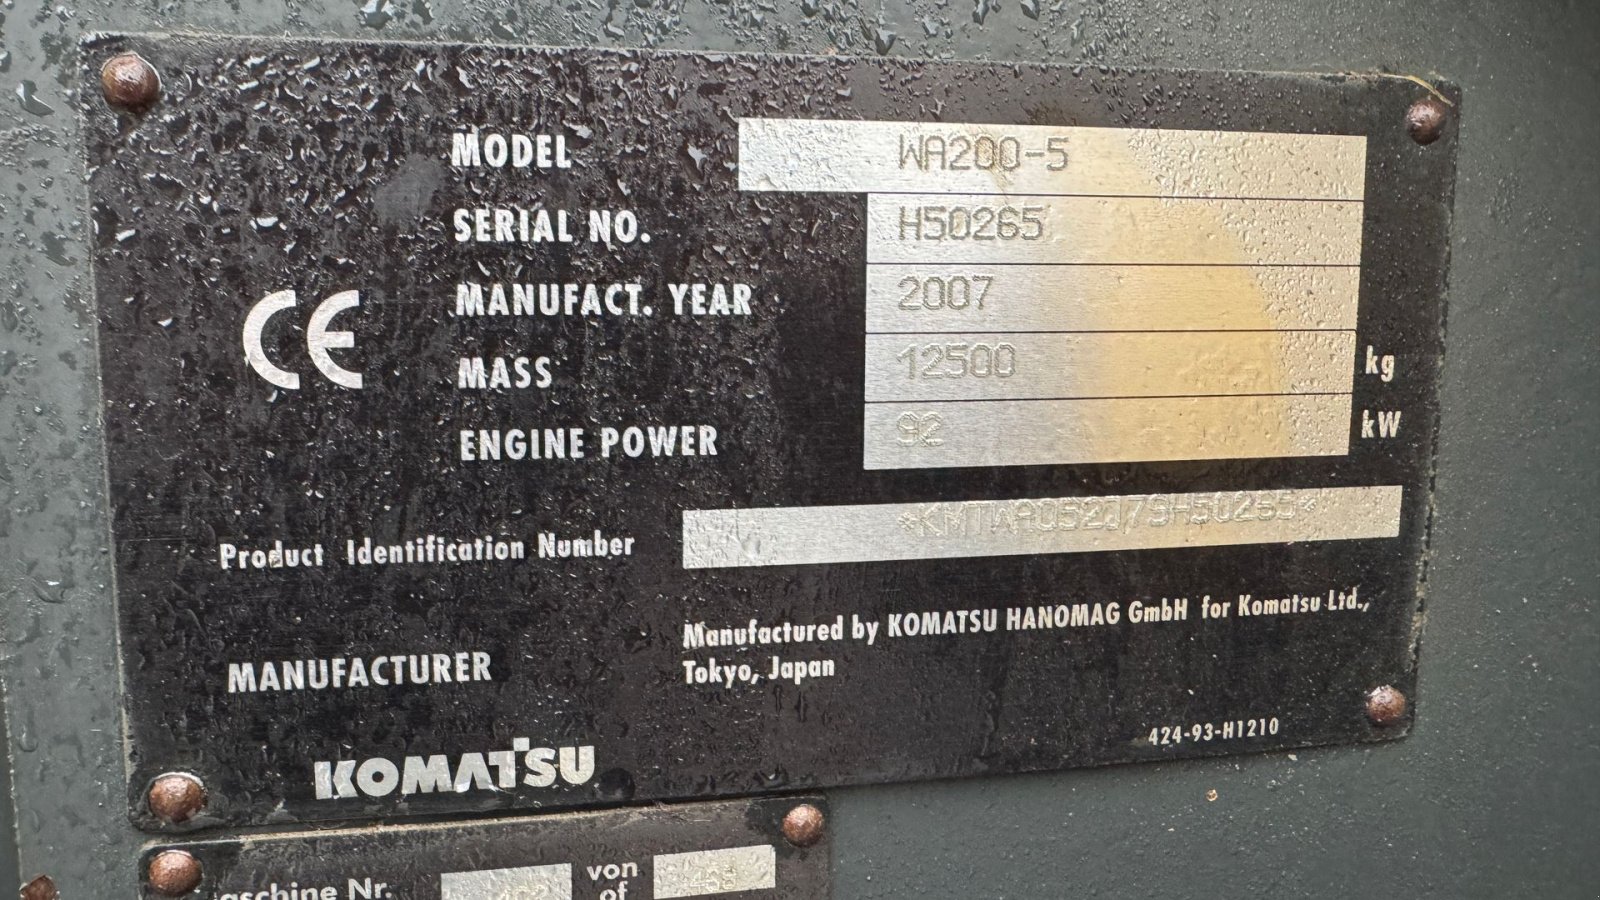 MODEL WA200-5
SERIAL NO. H50265
MANUFACT. YEAR 2007
CE
MASS 12500 kg
ENGINE POWER 92 kW
Product Identification Number
MANUFACTURER
Manufactured by KOMATSU HANOMAG GmbH for Komatsu Ltd.,
Tokyo, Japan
424-93-H1210
KOMATSU
von
Nr.
of